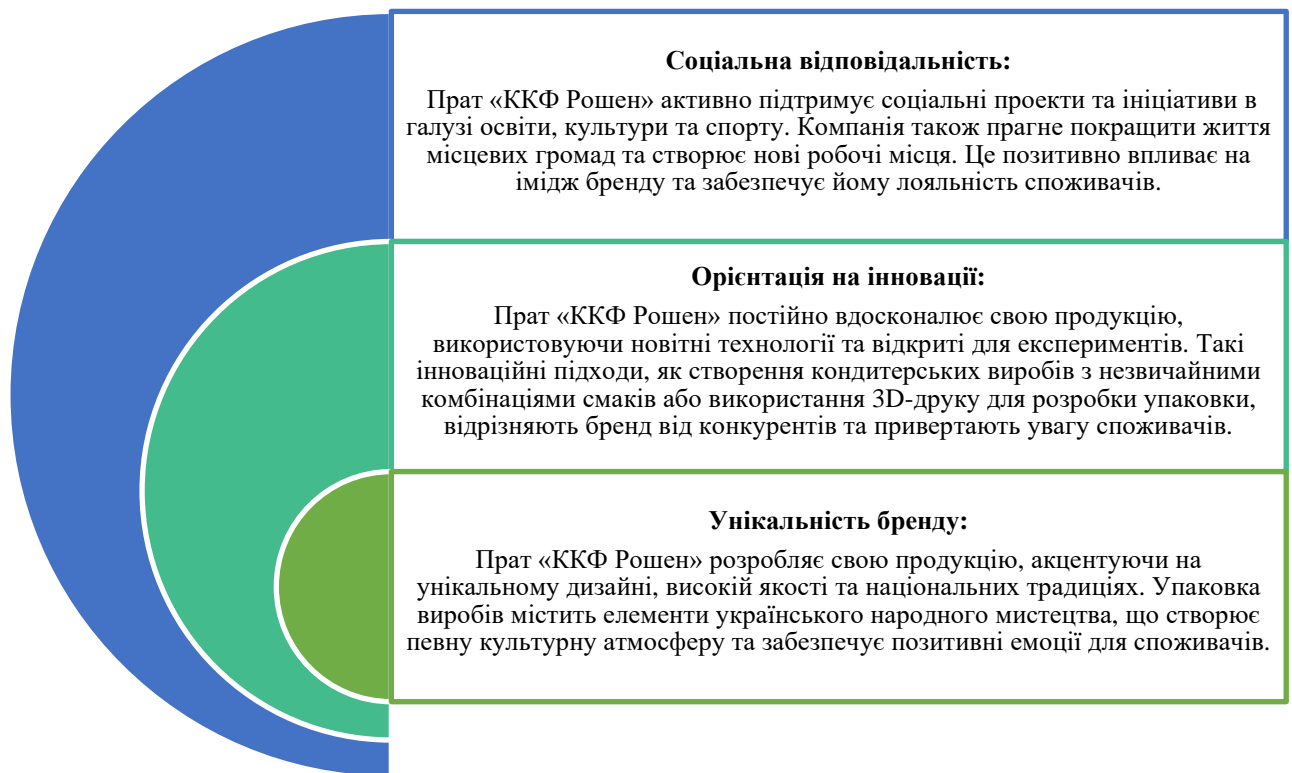 Соціальна відповідальність:
Прат «ККФ Рошен» активно підтримує соціальні проекти та ініціативи в
галузі освіти, культури та спорту. Компанія також прагне покращити життя
місцевих громад та створює нові робочі місця. Це позитивно впливає на
імідж бренду та забезпечує йому лояльність споживачів.
Орієнтація на інновації:
Прат «ККФ Рошен» постійно вдосконалює свою продукцію,
використовуючи новітні технології та відкриті для експериментів. Такі
інноваційні підходи, як створення кондитерських виробів з незвичайними
комбінаціями смаків або використання 3D-друку для розробки упаковки,
відрізняють бренд від конкурентів та привертають увагу споживачів.
Унікальність бренду:
Прат «ККФ Рошен» розробляє свою продукцію, акцентуючи на
унікальному дизайні, високій якості та національних традиціях. Упаковка
виробів містить елементи українського народного мистецтва, що створює
певну культурну атмосферу та забезпечує позитивні емоції для споживачів.